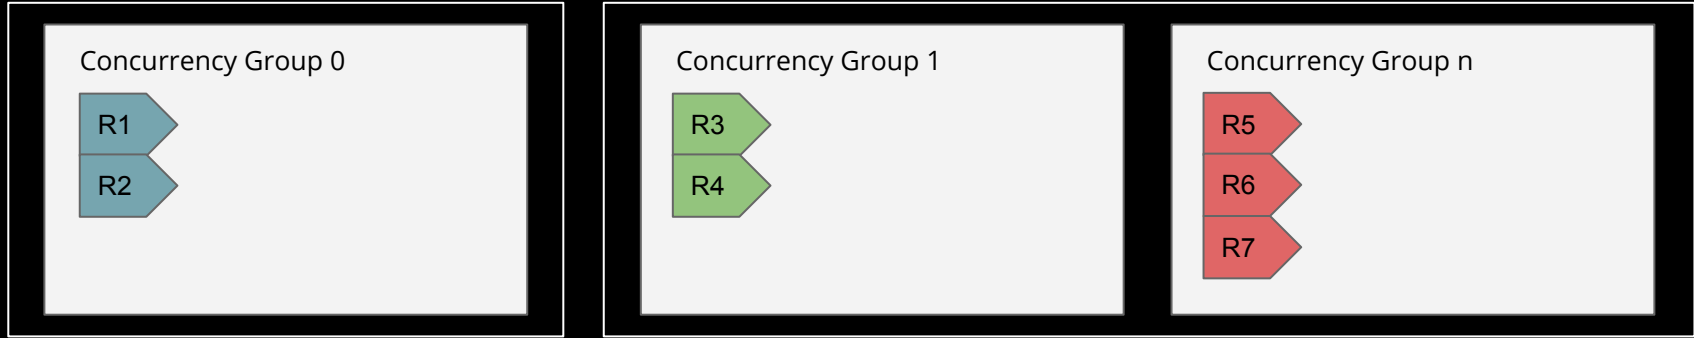 Concurrency Group 0
R1
R2
Concurrency Group 1
R3
R4
Concurrency Group n
R5
R6
R7